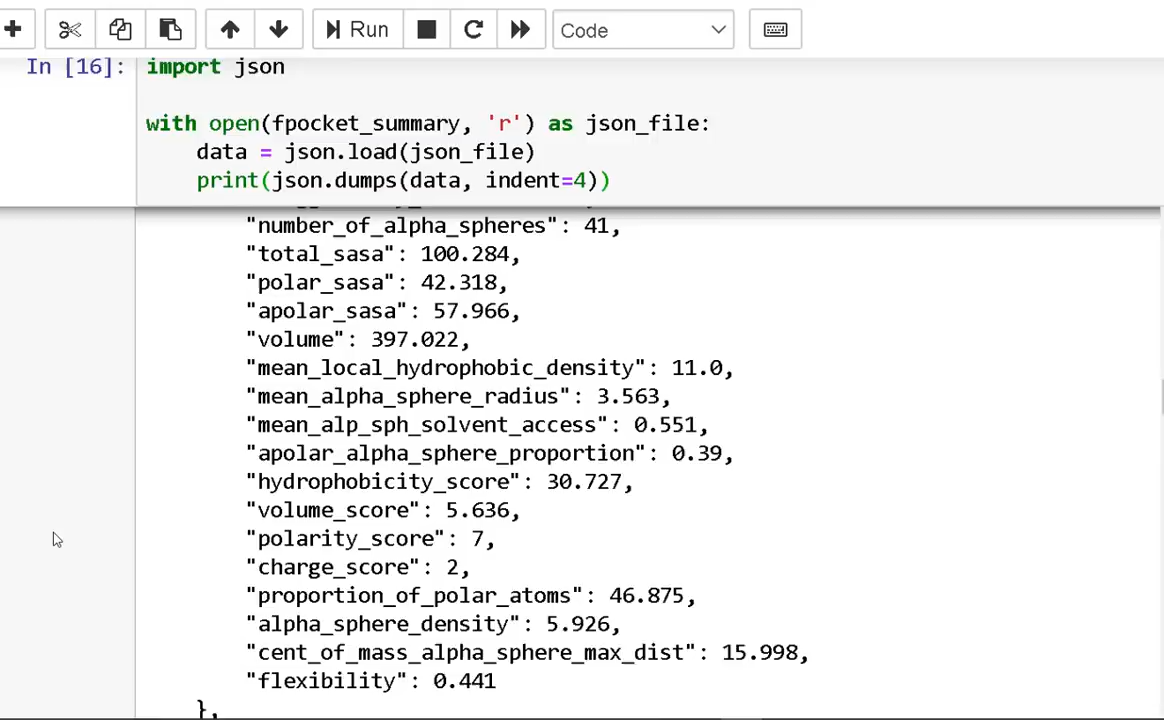 Run
Code
In [16]:
import json
with open(fpocket_summary, 'r') as json_file:
    data = json.load(json_file)
    print(json.dumps(data, indent=4))
"number_of_alpha_spheres": 41,
"total_sasa": 100.284,
"polar_sasa": 42.318,
"apolar_sasa": 57.966,
"volume": 397.022,
"mean_local_hydrophobic_density": 11.0,
"mean_alpha_sphere_radius": 3.563,
"mean_alp_sph_solvent_access": 0.551,
"apolar_alpha_sphere_proportion": 0.39,
"hydrophobicity_score": 30.727,
"volume_score": 5.636,
"polarity_score": 7,
"charge_score": 2,
"proportion_of_polar_atoms": 46.875,
"alpha_sphere_density": 5.926,
"cent_of_mass_alpha_sphere_max_dist": 15.998,
"flexibility": 0.441
},